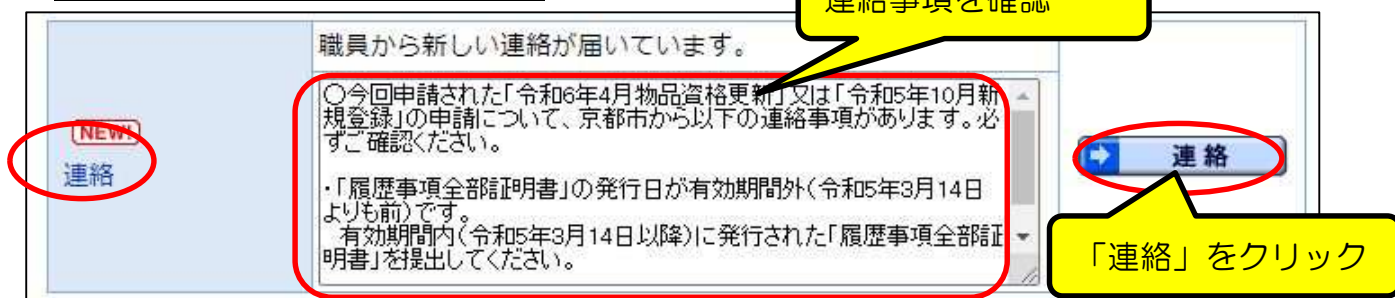 連絡事項を確認
職員から新しい連絡が届いています。
〇今回申請された「令和6年4月物品資格更新」又は「令和5年10月新
規登録」の申請について、京都市から以下の連絡事項があります。必
ずご確認ください。
・「履歴事項全部証明書」の発行日が有効期間外(令和5年3月14日
よりも前)です。
有効期間内(令和5年3月14日以降)に発行された「履歴事項全部証
明書」を提出してください。
NEW!
連絡
連絡
「連絡」をクリック